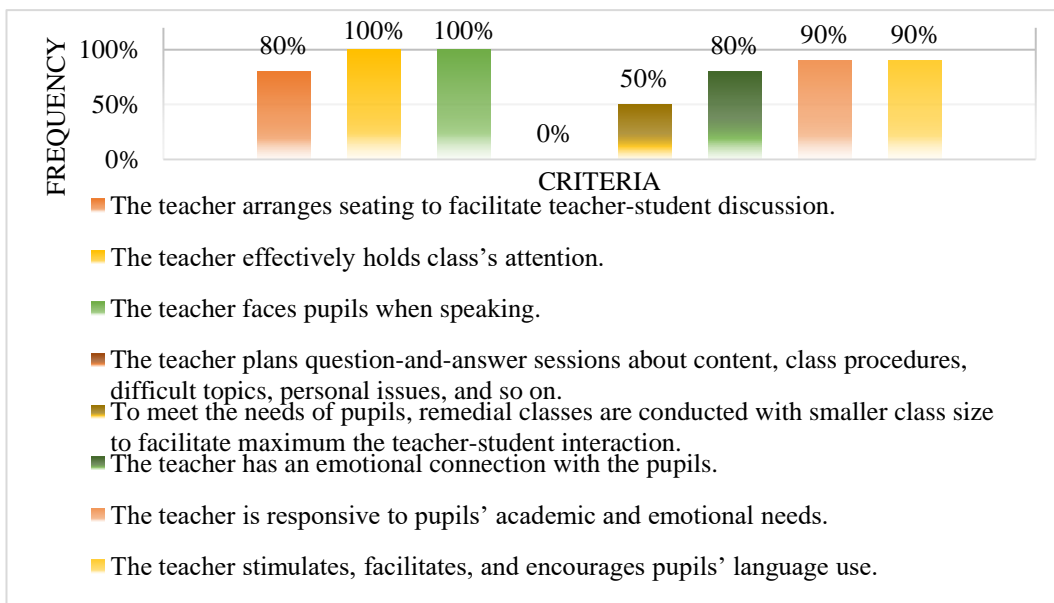 FREQUENCY
100%
50%
0%
80%
100%
100%
0%
50%
80%
90%
90%
CRITERIA
The teacher arranges seating to facilitate teacher-student discussion.
The teacher effectively holds class’s attention.
The teacher faces pupils when speaking.
The teacher plans question-and-answer sessions about content, class procedures,
difficult topics, personal issues, and so on.
To meet the needs of pupils, remedial classes are conducted with smaller class size
to facilitate maximum the teacher-student interaction.
The teacher has an emotional connection with the pupils.
The teacher is responsive to pupils’ academic and emotional needs.
The teacher stimulates, facilitates, and encourages pupils’ language use.